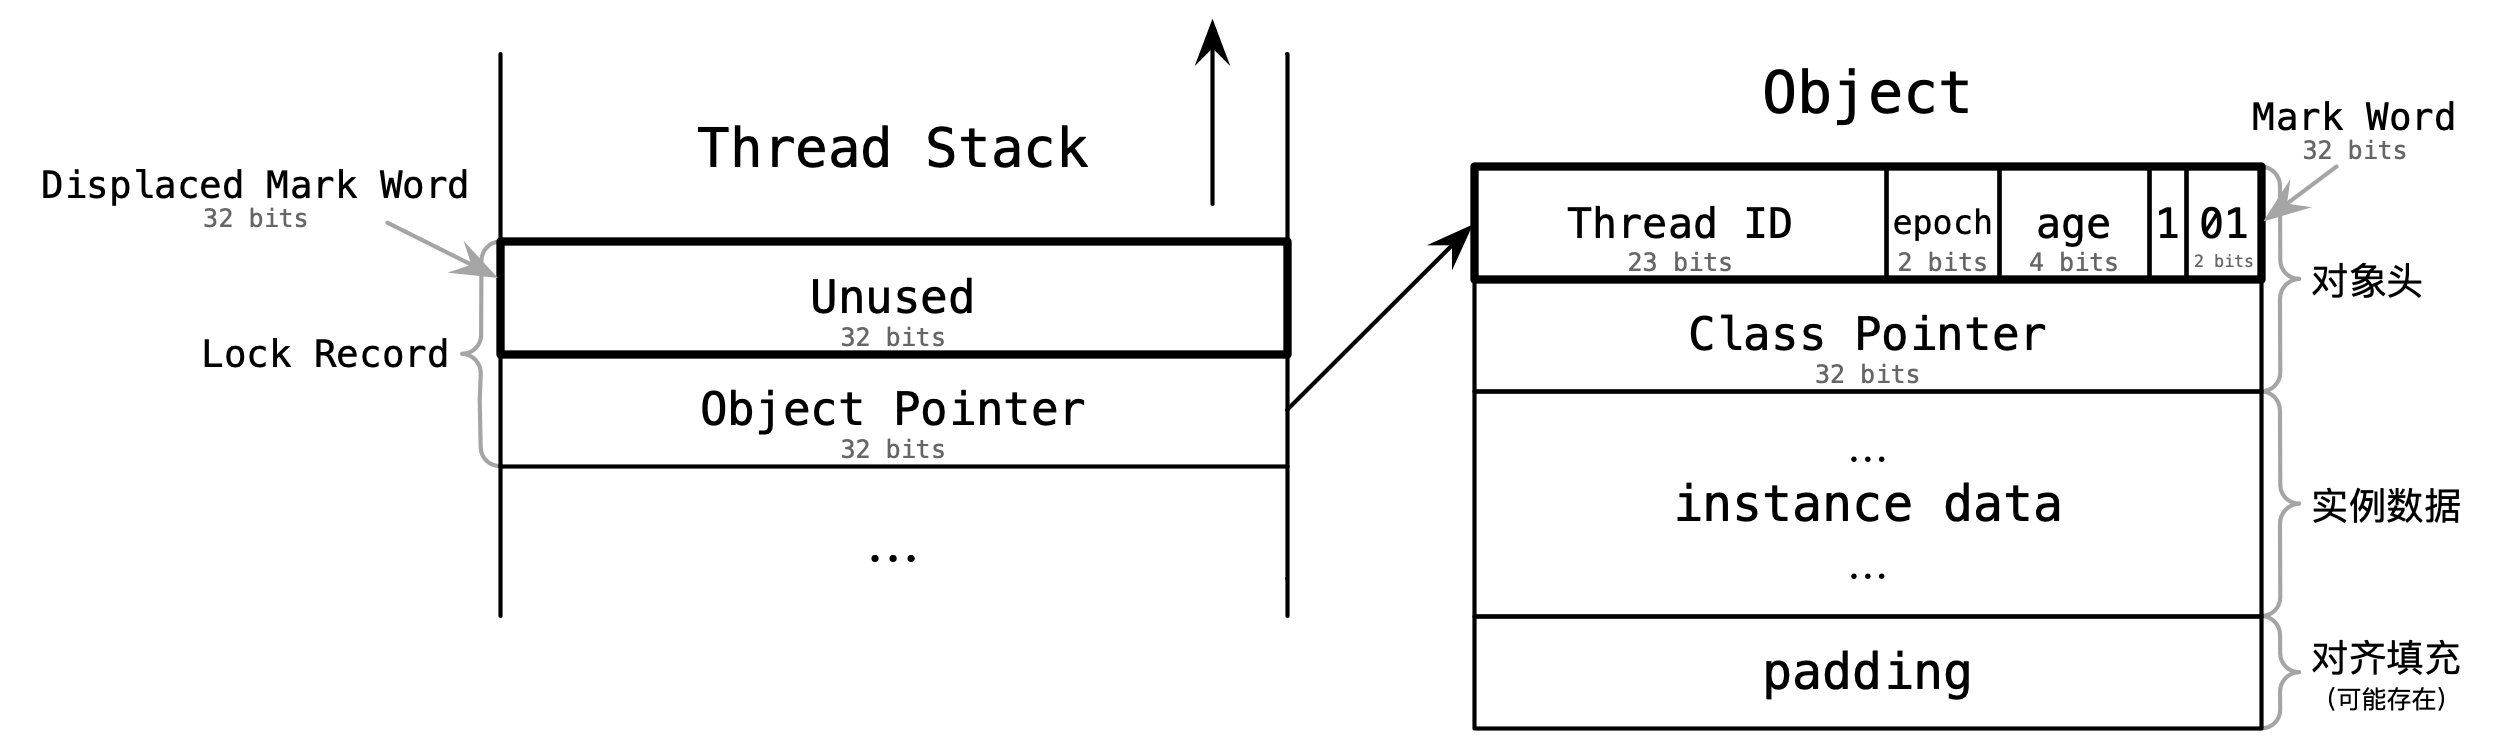 Thread Stack
Displaced Mark Word
32 bits
Unused
32 bits
Lock Record
Object Pointer
32 bits
...
Object
Mark Word
32 bits
Thread ID
23 bits
epoch
2 bits
age
4 bits
1
01
2 bits
对象头
Class Pointer
32 bits
...
instance data
...
实例数据
padding
对齐填充
(可能存在)